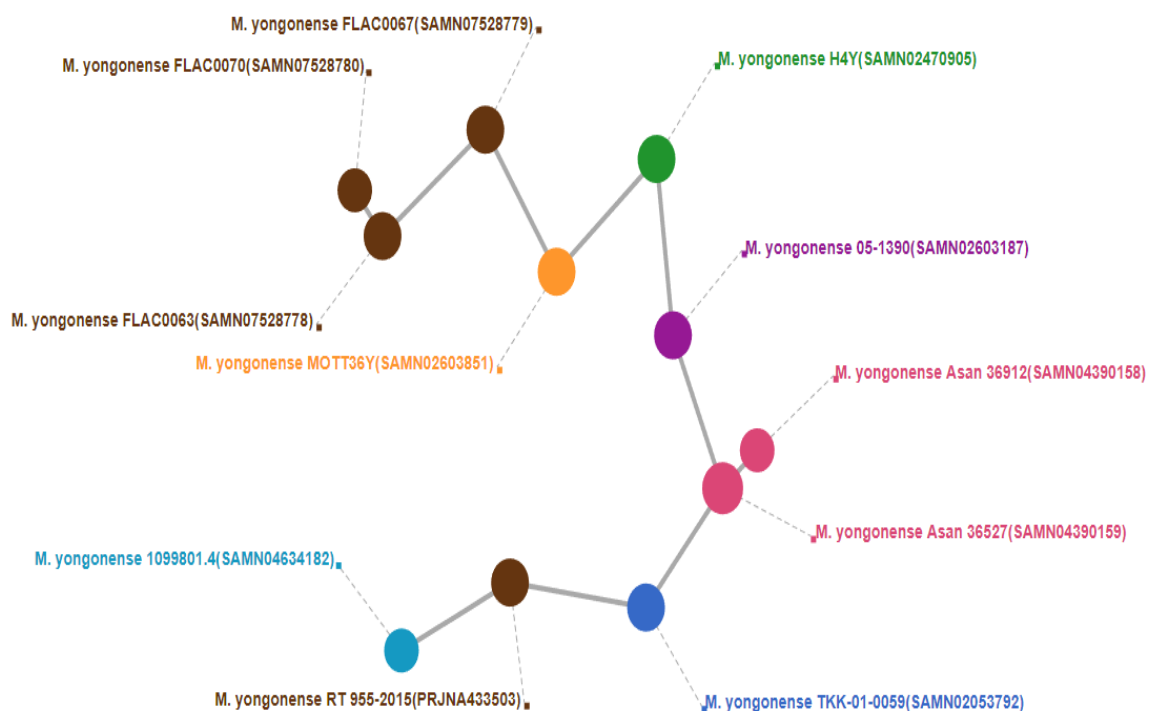 M. yongonense FLAC0067(SAMN07528779)
M. yongonense FLAC0070(SAMN07528780)
M. yongonense H4Y(SAMN02470905)
M. yongonense 05-1390(SAMN02603187)
M. yongonense FLAC0063(SAMN07528778)
M. yongonense MOTT36Y(SAMN02603851)
M. yongonense Asan 36912(SAMN04390158)
M. yongonense Asan 36527(SAMN04390159)
M. yongonense 1099801.4(SAMN04634182)
M. yongonense RT 955-2015(PRJNA433503)
M. yongonense TKK-01-0059(SAMN02053792)